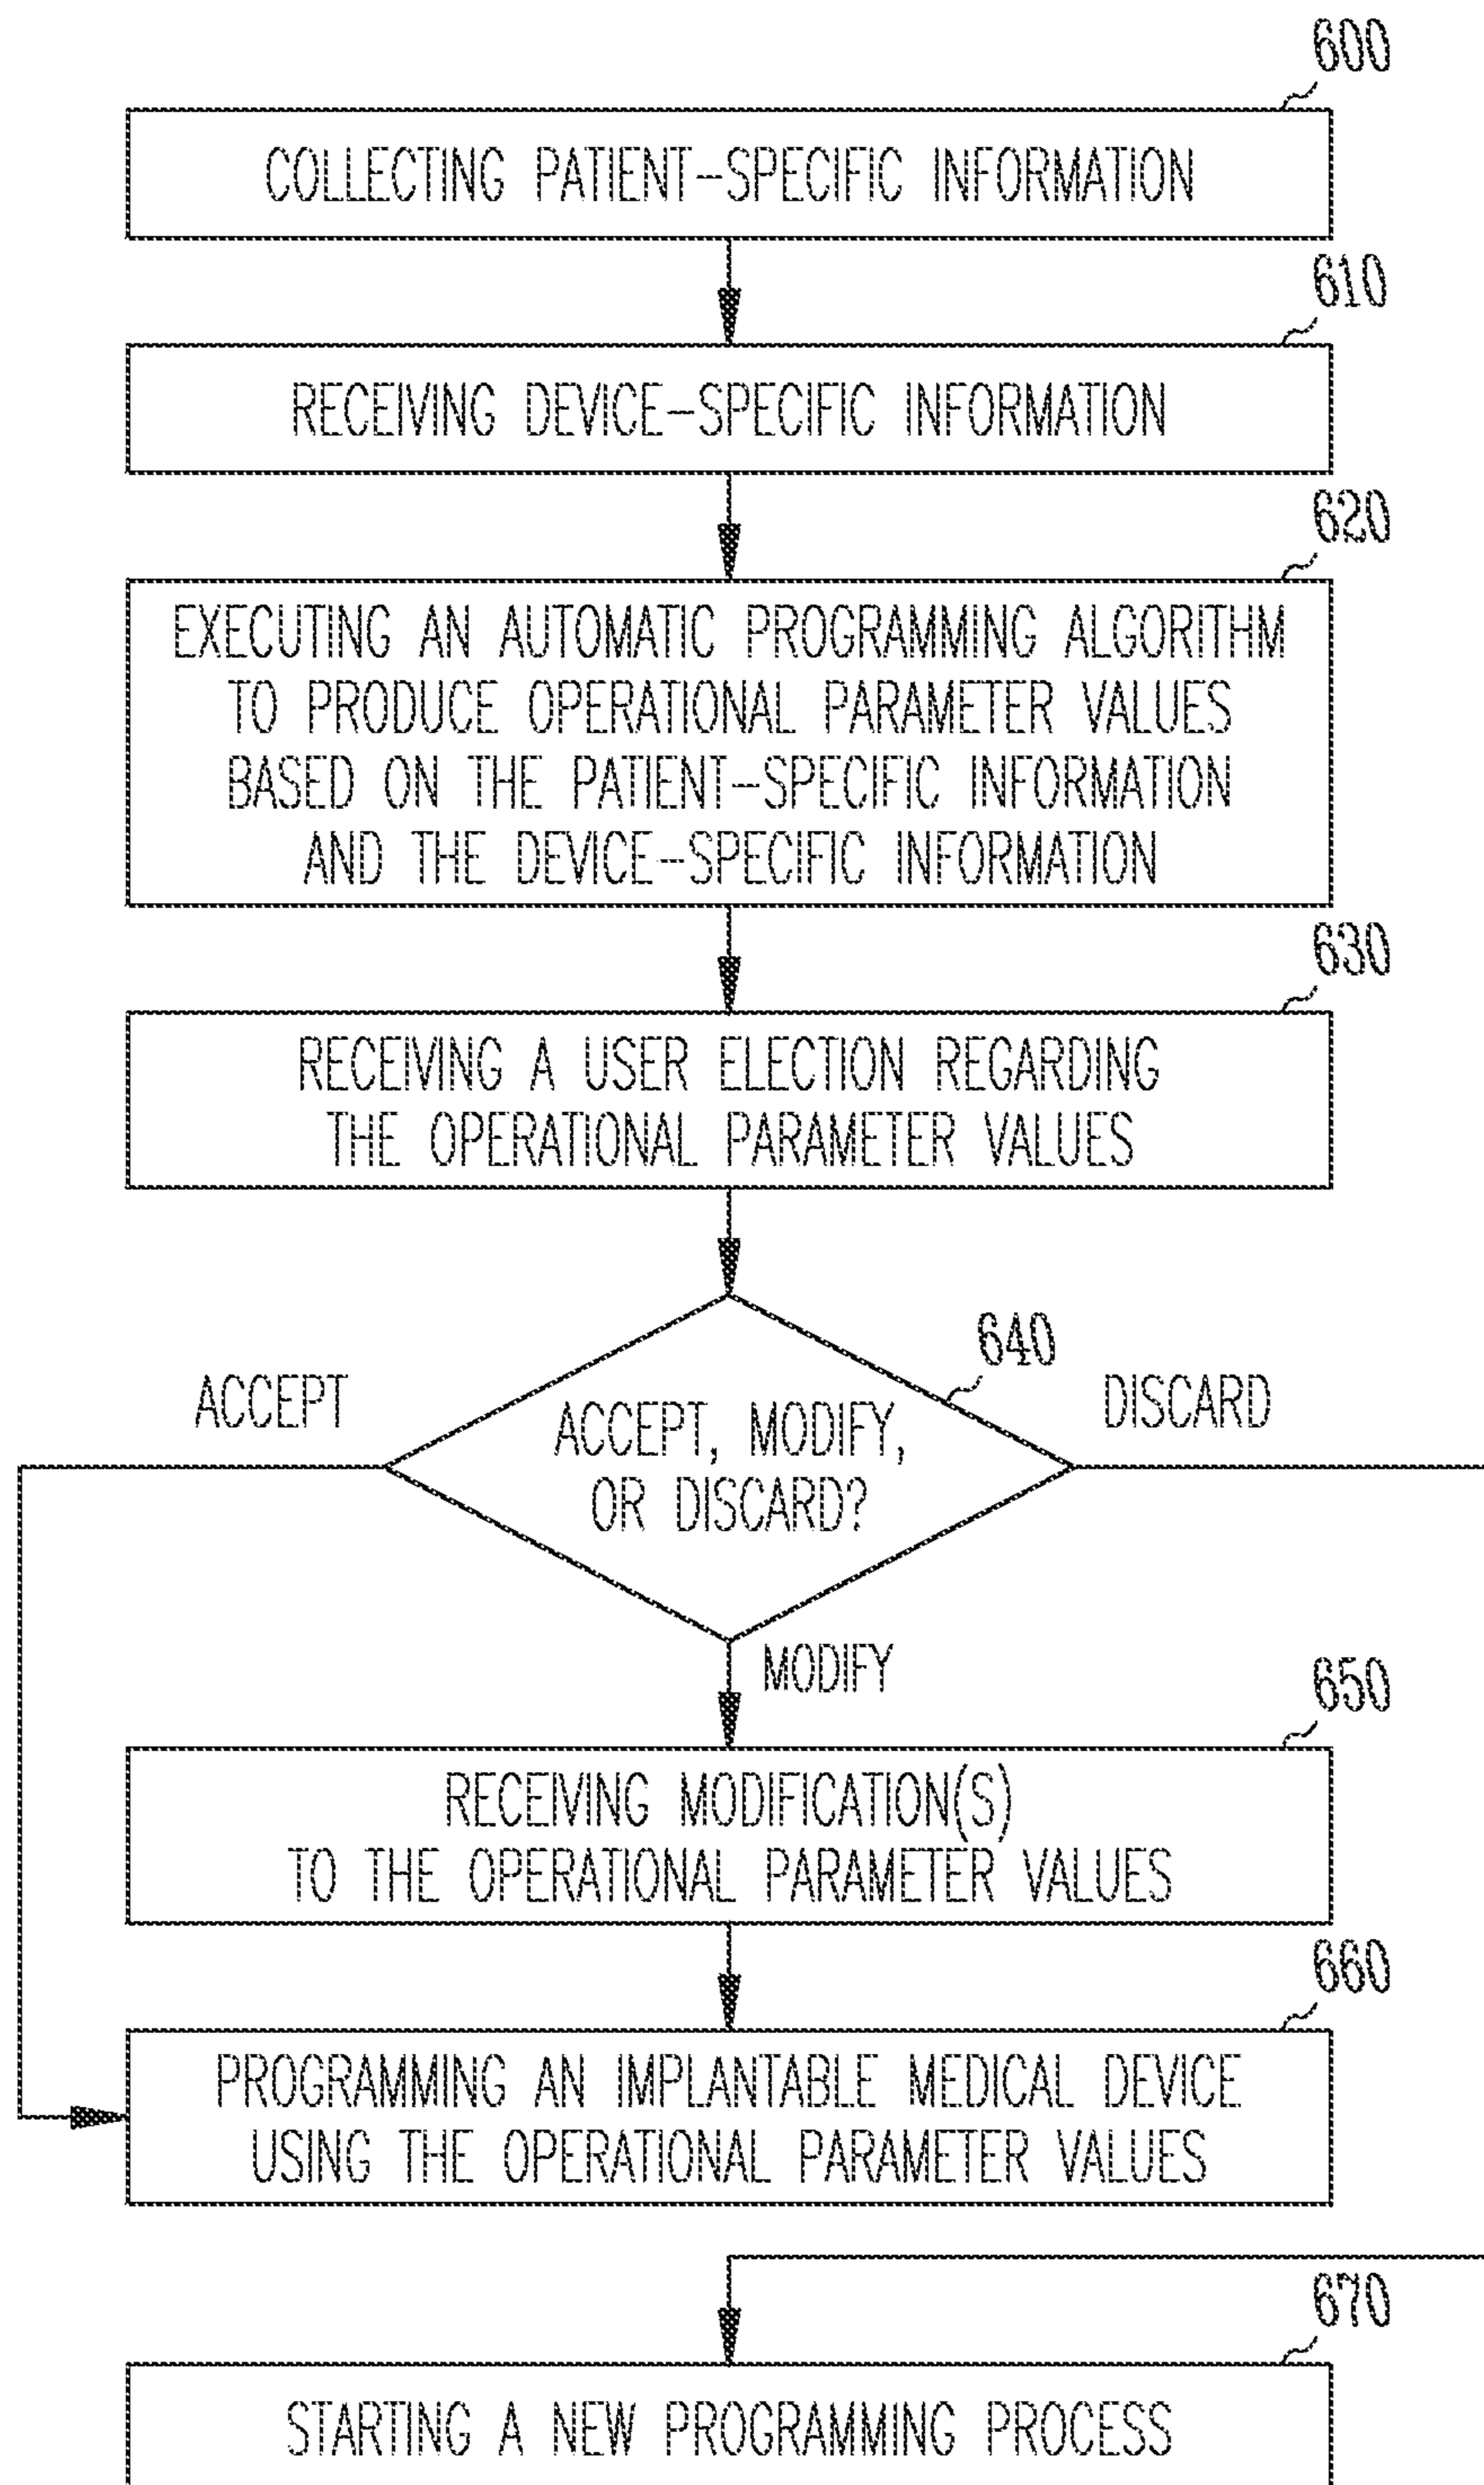 600
COLLECTING PATIENT-SPECIFIC INFORMATION
610
RECEIVING DEVICE-SPECIFIC INFORMATION
620
EXECUTING AN AUTOMATIC PROGRAMMING ALGORITHM
TO PRODUCE OPERATIONAL PARAMETER VALUES
BASED ON THE PATIENT-SPECIFIC INFORMATION
AND THE DEVICE-SPECIFIC INFORMATION
630
RECEIVING A USER ELECTION REGARDING
THE OPERATIONAL PARAMETER VALUES
640
ACCEPT
ACCEPT, MODIFY,
OR DISCARD?
DISCARD
MODIFY
650
RECEIVING MODIFICATION(S)
TO THE OPERATIONAL PARAMETER VALUES
660
PROGRAMMING AN IMPLANTABLE MEDICAL DEVICE
USING THE OPERATIONAL PARAMETER VALUES
670
STARTING A NEW PROGRAMMING PROCESS